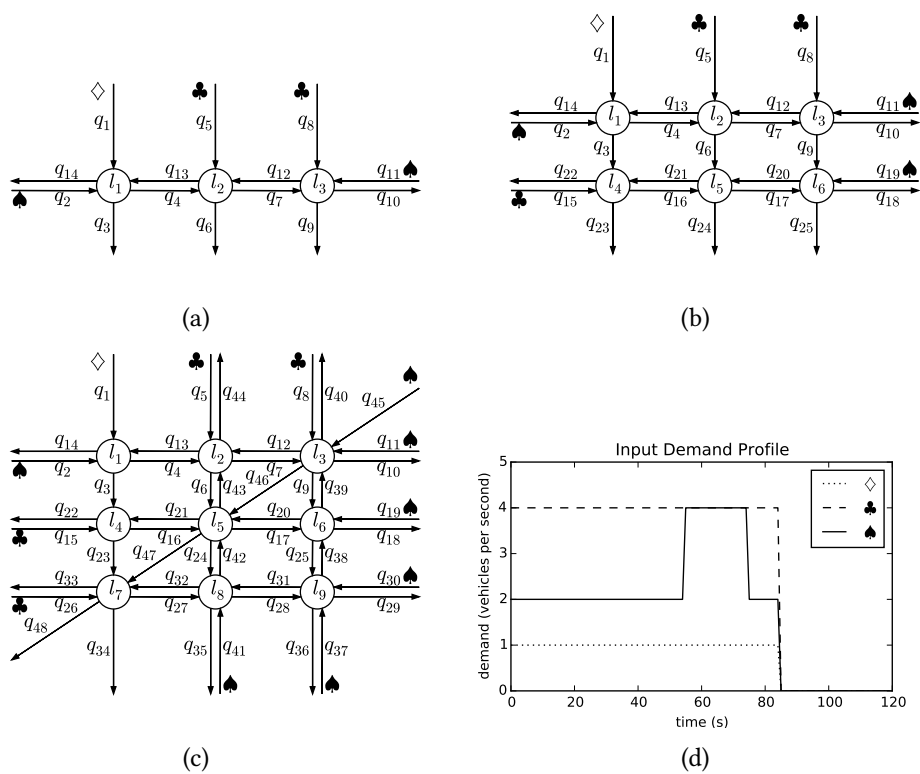 ♢ ♣ ♣
q1 q5 q8
q14 q13 q12 q11 ♠
l1 l2 l3
♠ q2 q4 q7 q10
q3 q6 q9
(a)
♢ ♣ ♣
q1 q5 q8
q14 q13 q12 q11 ♠
l1 l2 l3
♠ q2 q4 q7 q10
q3 q6 q9
q22 q21 q20 q19 ♠
l4 l5 l6
♣ q15 q16 q17 q18
q23 q24 q25
(b)
♢ ♣ ♣ ♠
q1 q5 q44 q8 q40 q45
q14 q13 q12 q11 ♠
l1 l2 l3
♠ q2 q4 q7 q10
q46
q3 q6 q43 q9 q39
q22 q21 q20 q19 ♠
l4 l5 l6
♣ q15 q16 q17 q18
q23 q47 q24 q42 q25 q38
q33 q32 q31 q30 ♠
l7 l8 l9
♣ q26 q27 q28 q29
q48
q34 q35 q41 q36 q37
♠ ♠
(c)
Input Demand Profile
demand (vehicles per second)
5
4
3
2
1
0
♢
♣
♠
0 20 40 60 80 100 120
time (s)
(d)